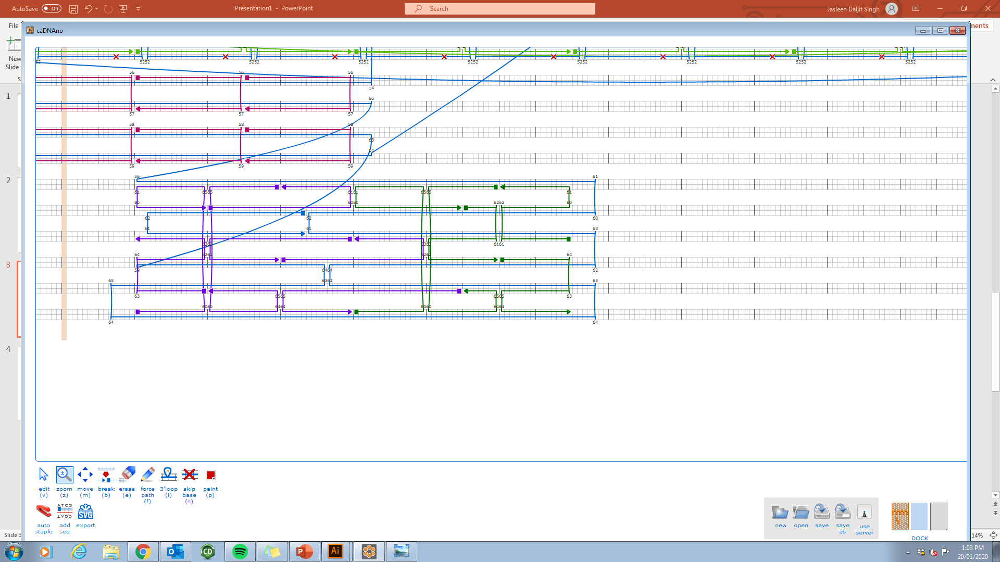 AutoSave Off Presentation1 - PowerPoint Search Jasleen Daljit Singh
File ments
caDNAno
New
Slide
52 5252 5252 5252 5252 5252 5252 5252 5252
56 56 56
14
60
57 57 57
58 58 58
63
14
59 59 59
56 61
61 6565 6161 6565 61
60 6060 6262 60
62 62 60
61 61 63
6363 6363 6161
64 6262 6262 64
59 6464 62
65 6363 65
63 6565 6565 63
6060 6464 6060 6464
64 64
1
2
3
4
edit
(v)
zoom
(z)
move
(m)
break
(b)
erase
(e)
force
path
(f)
3'loop
(l)
skip
base
(s)
paint
(p)
auto
staple
ATCG
add
seq
SVG
export
new
open
save
save
as
use
server
DOCK
Slide 3
14%
CD
Ai
1:03 PM
20/01/2020